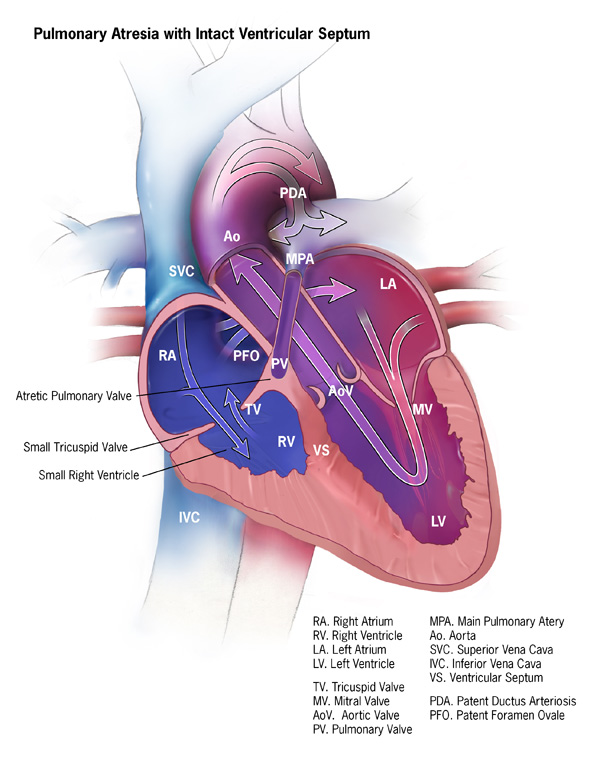 Pulmonary Atresia with Intact Ventricular Septum
PDA
Ao
MPA
SVC
LA
RA
PFO
PV
Atretic Pulmonary Valve
AoV
TV
MV
Small Tricuspid Valve
RV
VS
Small Right Ventricle
IVC
LV
RA. Right Atrium
RV. Right Ventricle
LA. Left Atrium
LV. Left Ventricle
TV. Tricuspid Valve
MV. Mitral Valve
AoV. Aortic Valve
PV. Pulmonary Valve
MPA. Main Pulmonary Atery
Ao. Aorta
SVC. Superior Vena Cava
IVC. Inferior Vena Cava
VS. Ventricular Septum
PDA. Patent Ductus Arteriosis
PFO. Patent Foramen Ovale